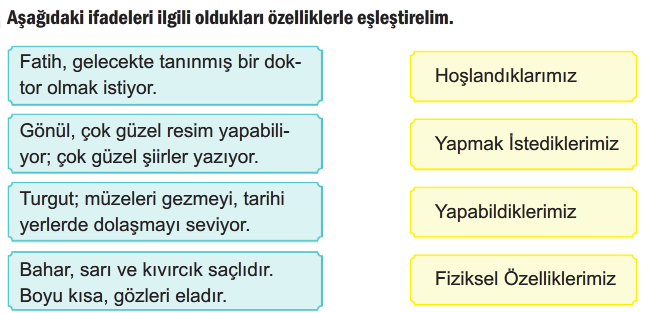 Aşağıdaki ifadeleri ilgili oldukları özelliklerle eşleştirelim.
Fatih, gelecekte tanınmış bir dok-
tor olmak istiyor.
Hoşlandıklarımız
Gönül, çok güzel resim yapabili-
yor; çok güzel şiirler yazıyor.
Yapmak İstediklerimiz
Turgut; müzeleri gezmeyi, tarihi
yerlerde dolaşmayı seviyor.
Yapabildiklerimiz
Bahar, sarı ve kıvırcık saçlıdır.
Boyu kısa, gözleri eladır.
Fiziksel Özelliklerimiz